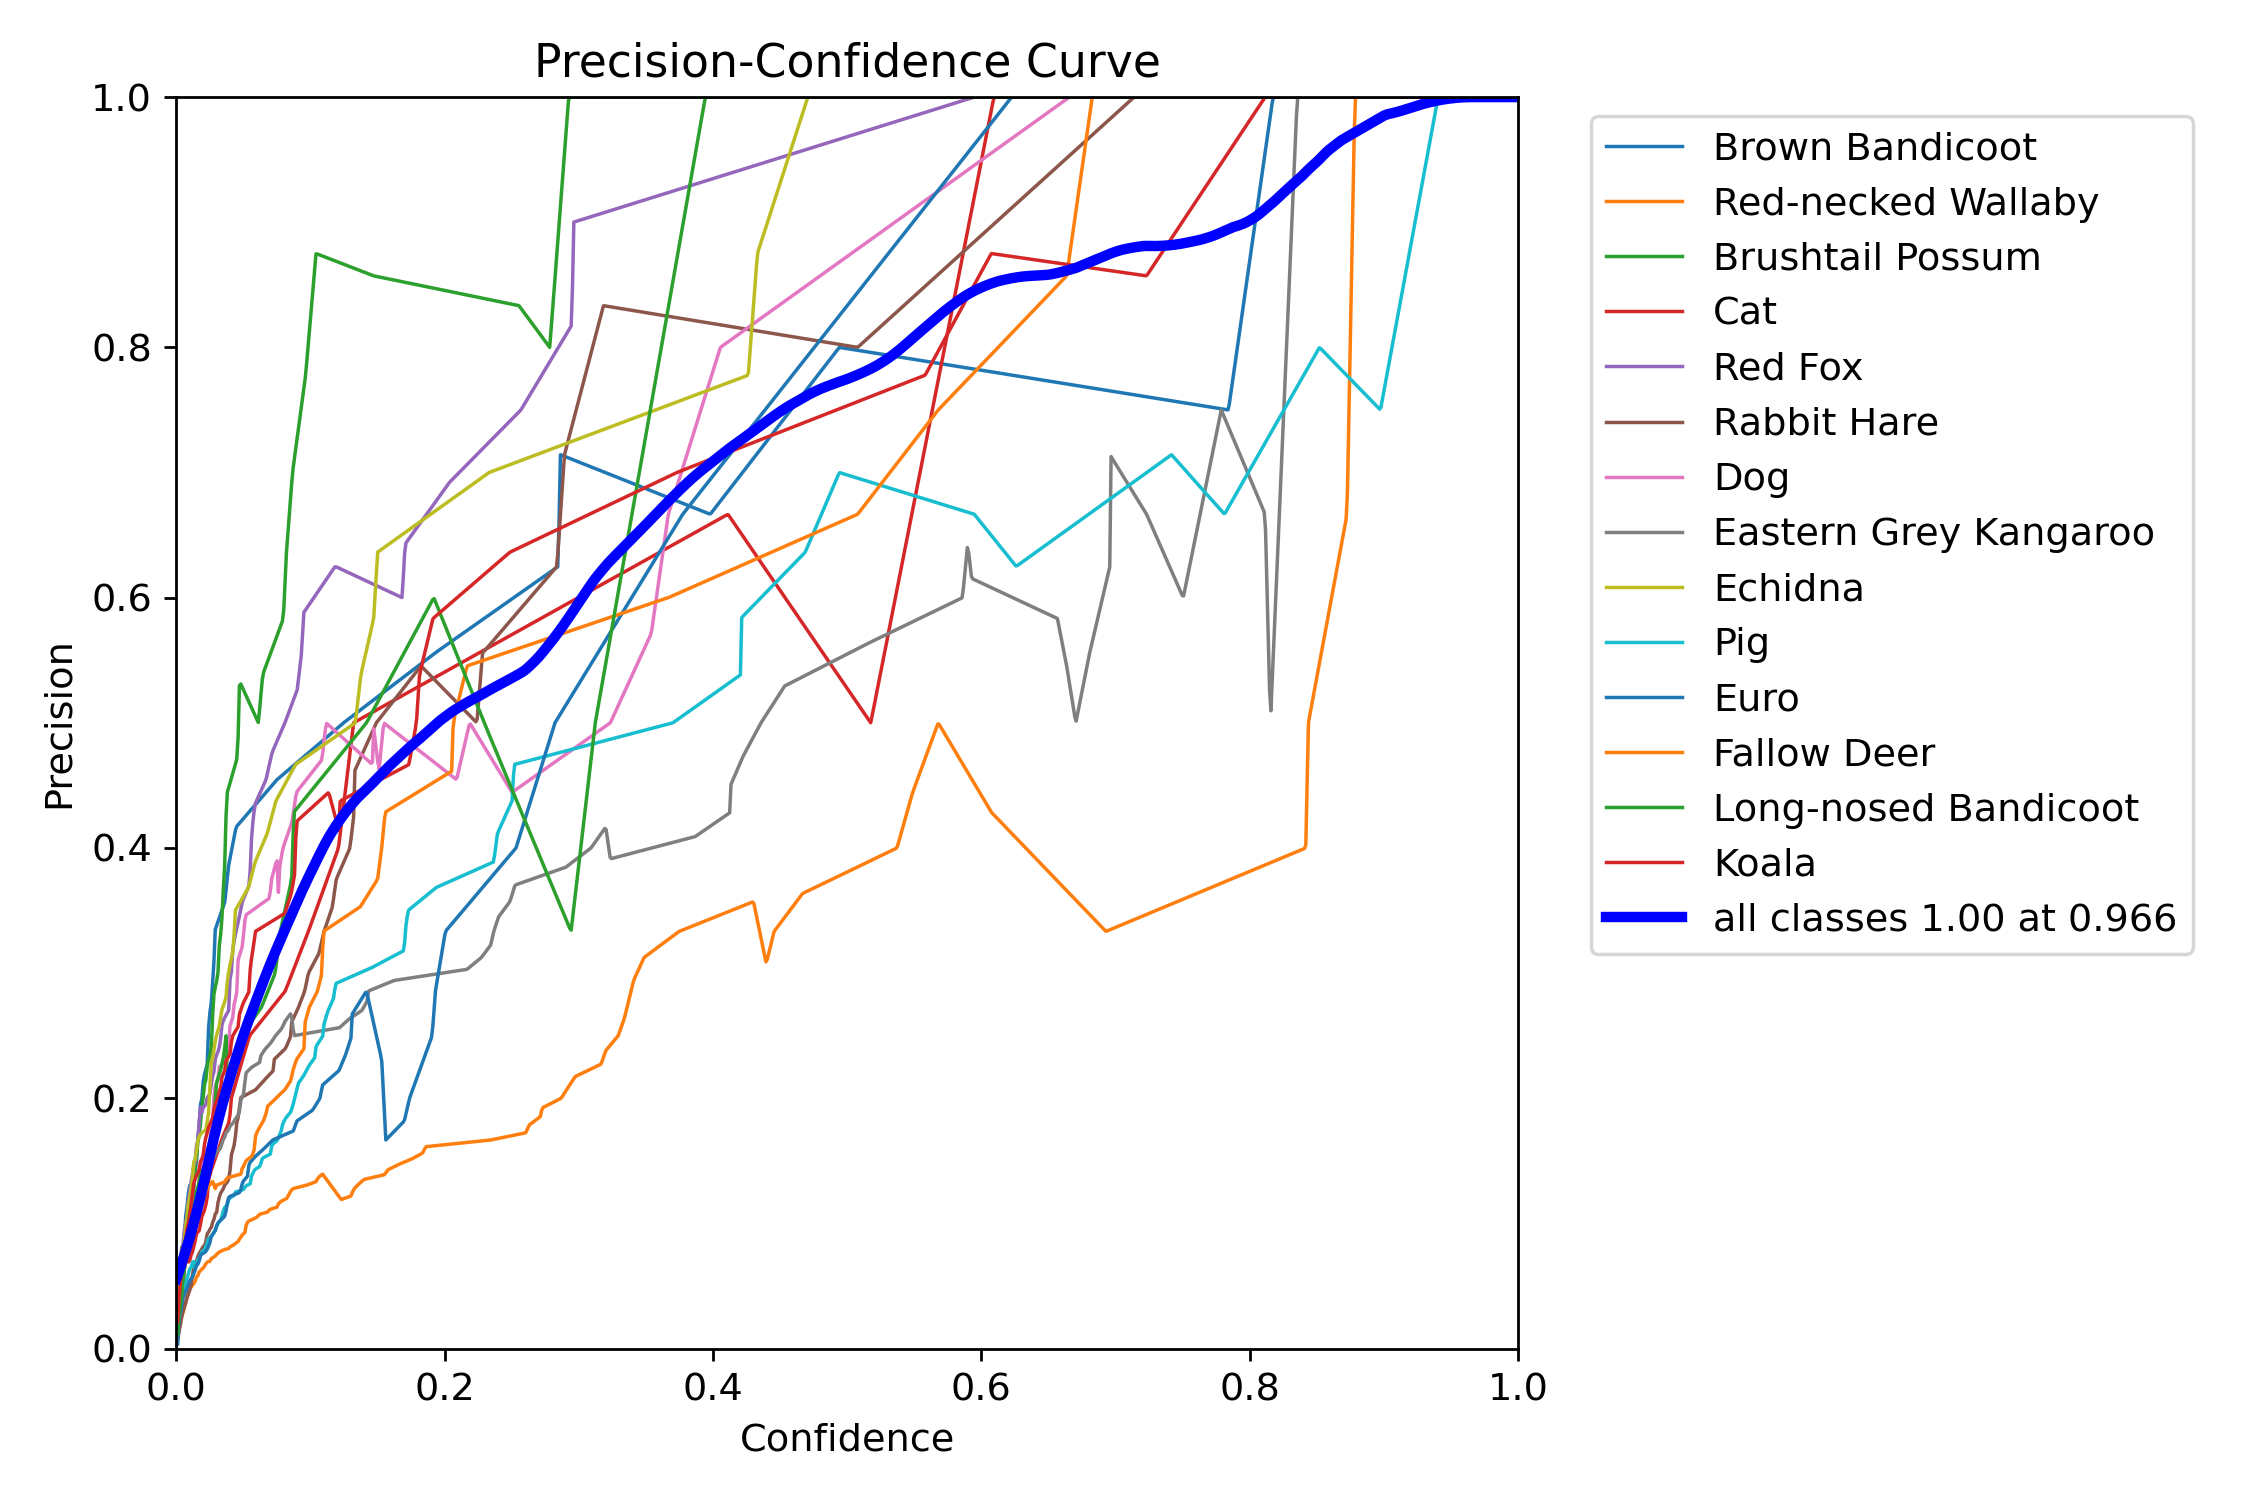 Precision-Confidence Curve
1.0
0.8
0.6
0.4
0.2
0.0
Precision
0.0 0.2 0.4 0.6 0.8 1.0
Confidence
Brown Bandicoot
Red-necked Wallaby
Brushtail Possum
Cat
Red Fox
Rabbit Hare
Dog
Eastern Grey Kangaroo
Echidna
Pig
Euro
Fallow Deer
Long-nosed Bandicoot
Koala
all classes 1.00 at 0.966